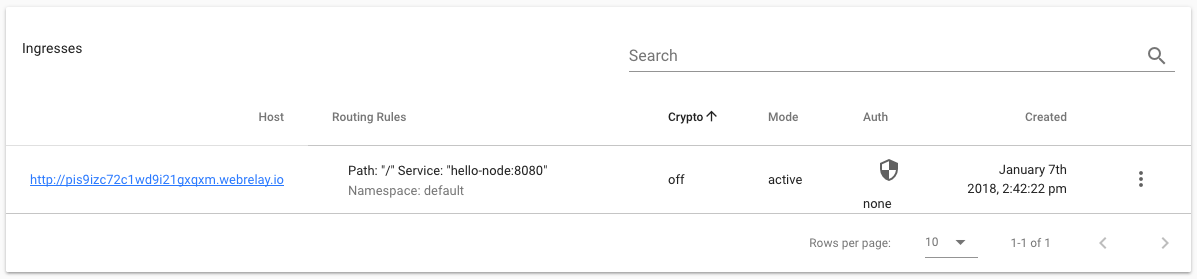 Ingresses
Search
Host Routing Rules Crypto Mode Auth Created
http://pis9izc72c1wd9i21gxqxm.webrelay.io
Path: "/" Service: "hello-node:8080"
Namespace: default
off
active
none
January 7th
2018, 2:42:22 pm
Rows per page: 10 1-1 of 1